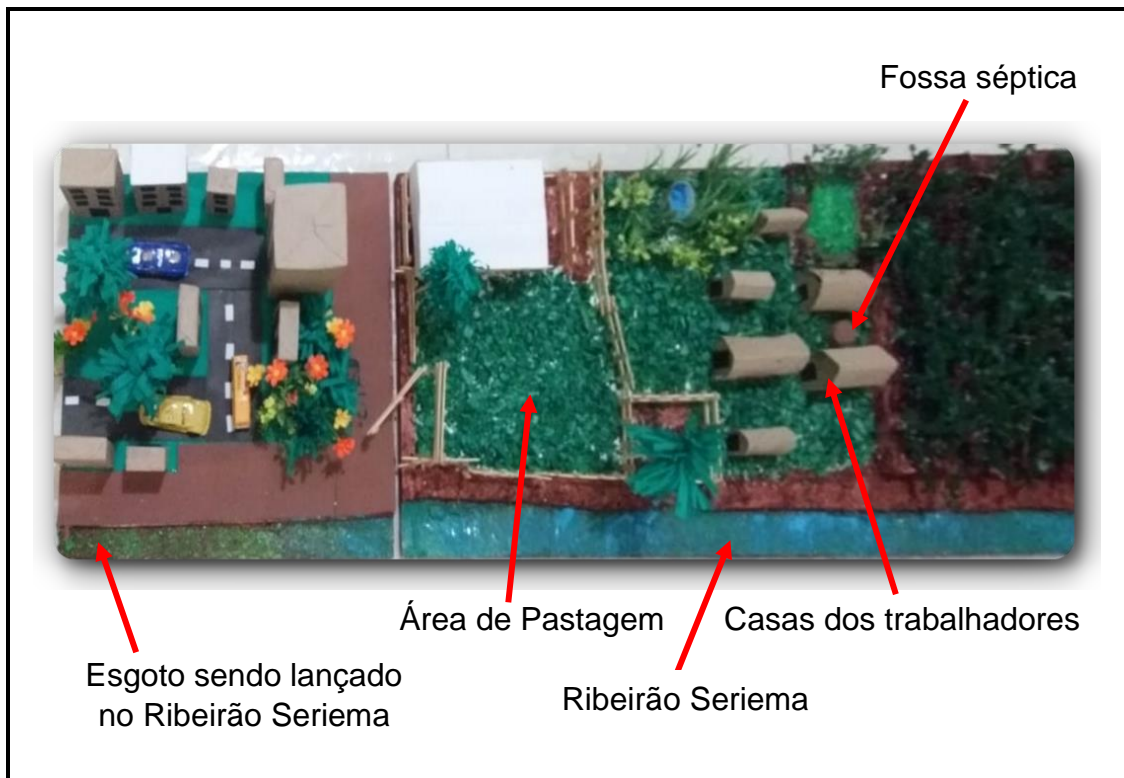 Fossa séptica
Área de Pastagem
Casas dos trabalhadores
Esgoto sendo lançado
no Ribeirão Seriema
Ribeirão Seriema